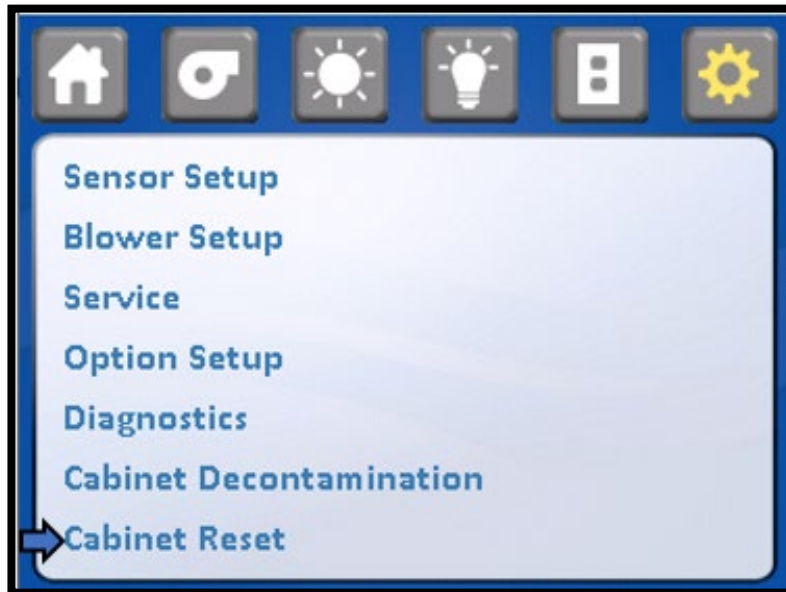 Sensor Setup
Blower Setup
Service
Option Setup
Diagnostics
Cabinet Decontamination
Cabinet Reset